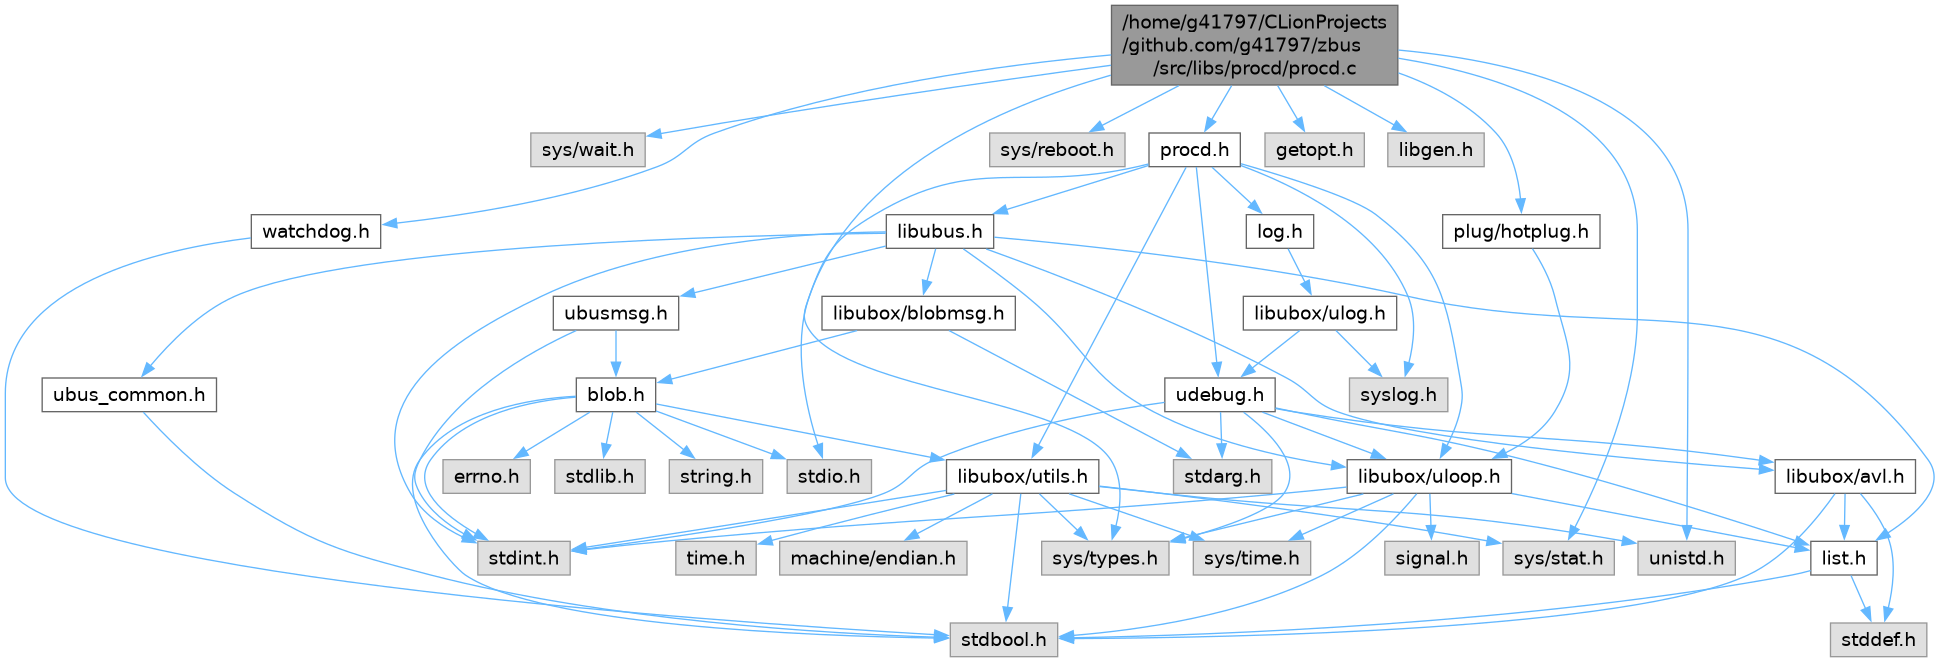 /home/g41797/CLionProjects
/github.com/g41797/zbus
/src/libs/procd/procd.c
sys/wait.h
sys/reboot.h
procd.h
getopt.h
libgen.h
watchdog.h
libubus.h
log.h
plug/hotplug.h
ubusmsg.h
libubox/blobmsg.h
libubox/ulog.h
ubus_common.h
blob.h
udebug.h
syslog.h
errno.h
stdlib.h
string.h
stdio.h
libubox/utils.h
stdarg.h
libubox/uloop.h
libubox/avl.h
stdint.h
time.h
machine/endian.h
sys/types.h
sys/time.h
signal.h
sys/stat.h
unistd.h
list.h
stdbool.h
stddef.h